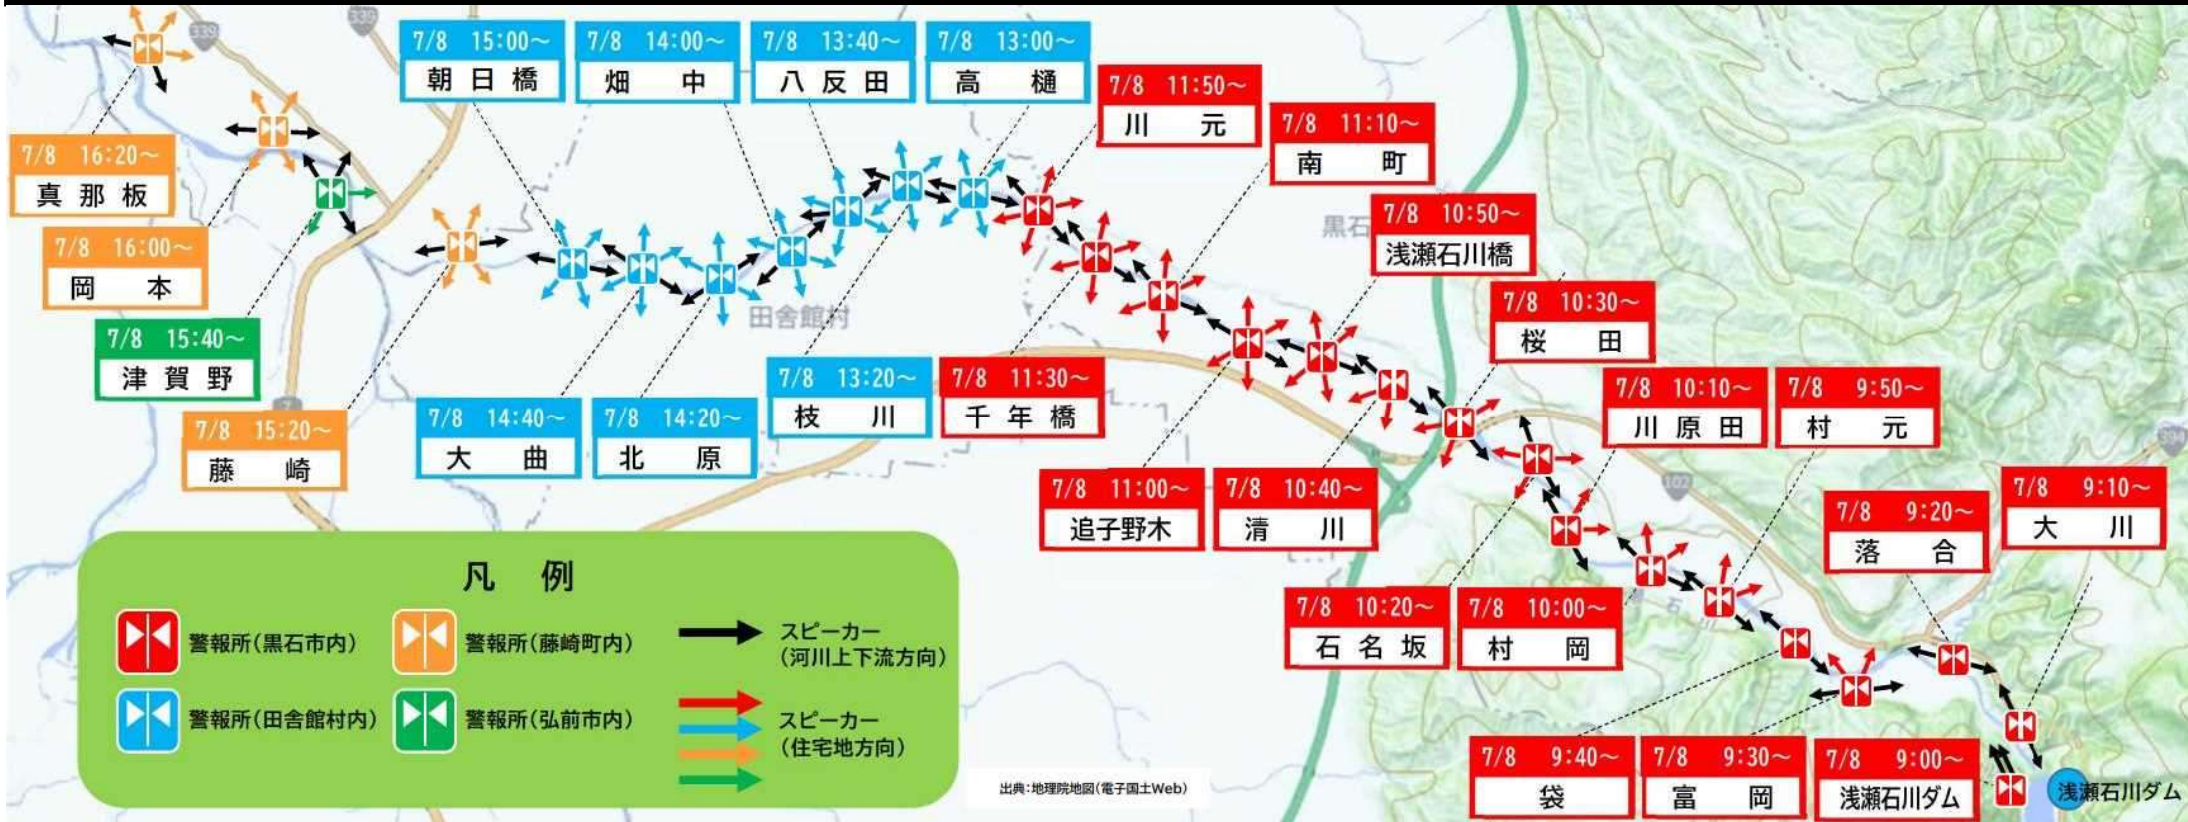 339
335
7/8 15:00～
朝日橋
7/8 14:00～
畑中
7/8 13:40～
八反田
7/8 13:00～
高樋
7/8 11:50～
川元
7/8 11:10～
南町
7/8 16:20～
真那板
7/8 10:50～
浅瀬石川橋
黒石
7/8 16:00～
岡本
7/8 10:30～
桜田
田舎館村
7/8 15:40～
津賀野
7/8 13:20～
枝川
7/8 11:30～
千年橋
7/8 10:10～
川原田
7/8 9:50～
村元
7
7/8 15:20～
藤崎
7/8 14:40～
大曲
7/8 14:20～
北原
394
102
7/8 11:00～
追子野木
7/8 10:40～
清川
7/8 9:20～
落合
7/8 9:10～
大川
7/8 10:20～
石名坂
7/8 10:00～
村岡
石
川
7/8 9:40～
袋
7/8 9:30～
富岡
7/8 9:00～
浅瀬石川ダム
浅瀬石川ダム
凡例
警報所(黒石市内)
警報所(藤崎町内)
スピーカー
(河川上下流方向)
警報所(田舎館村内)
警報所(弘前市内)
スピーカー
(住宅地方向)
出典:地理院地図(電子国土Web)